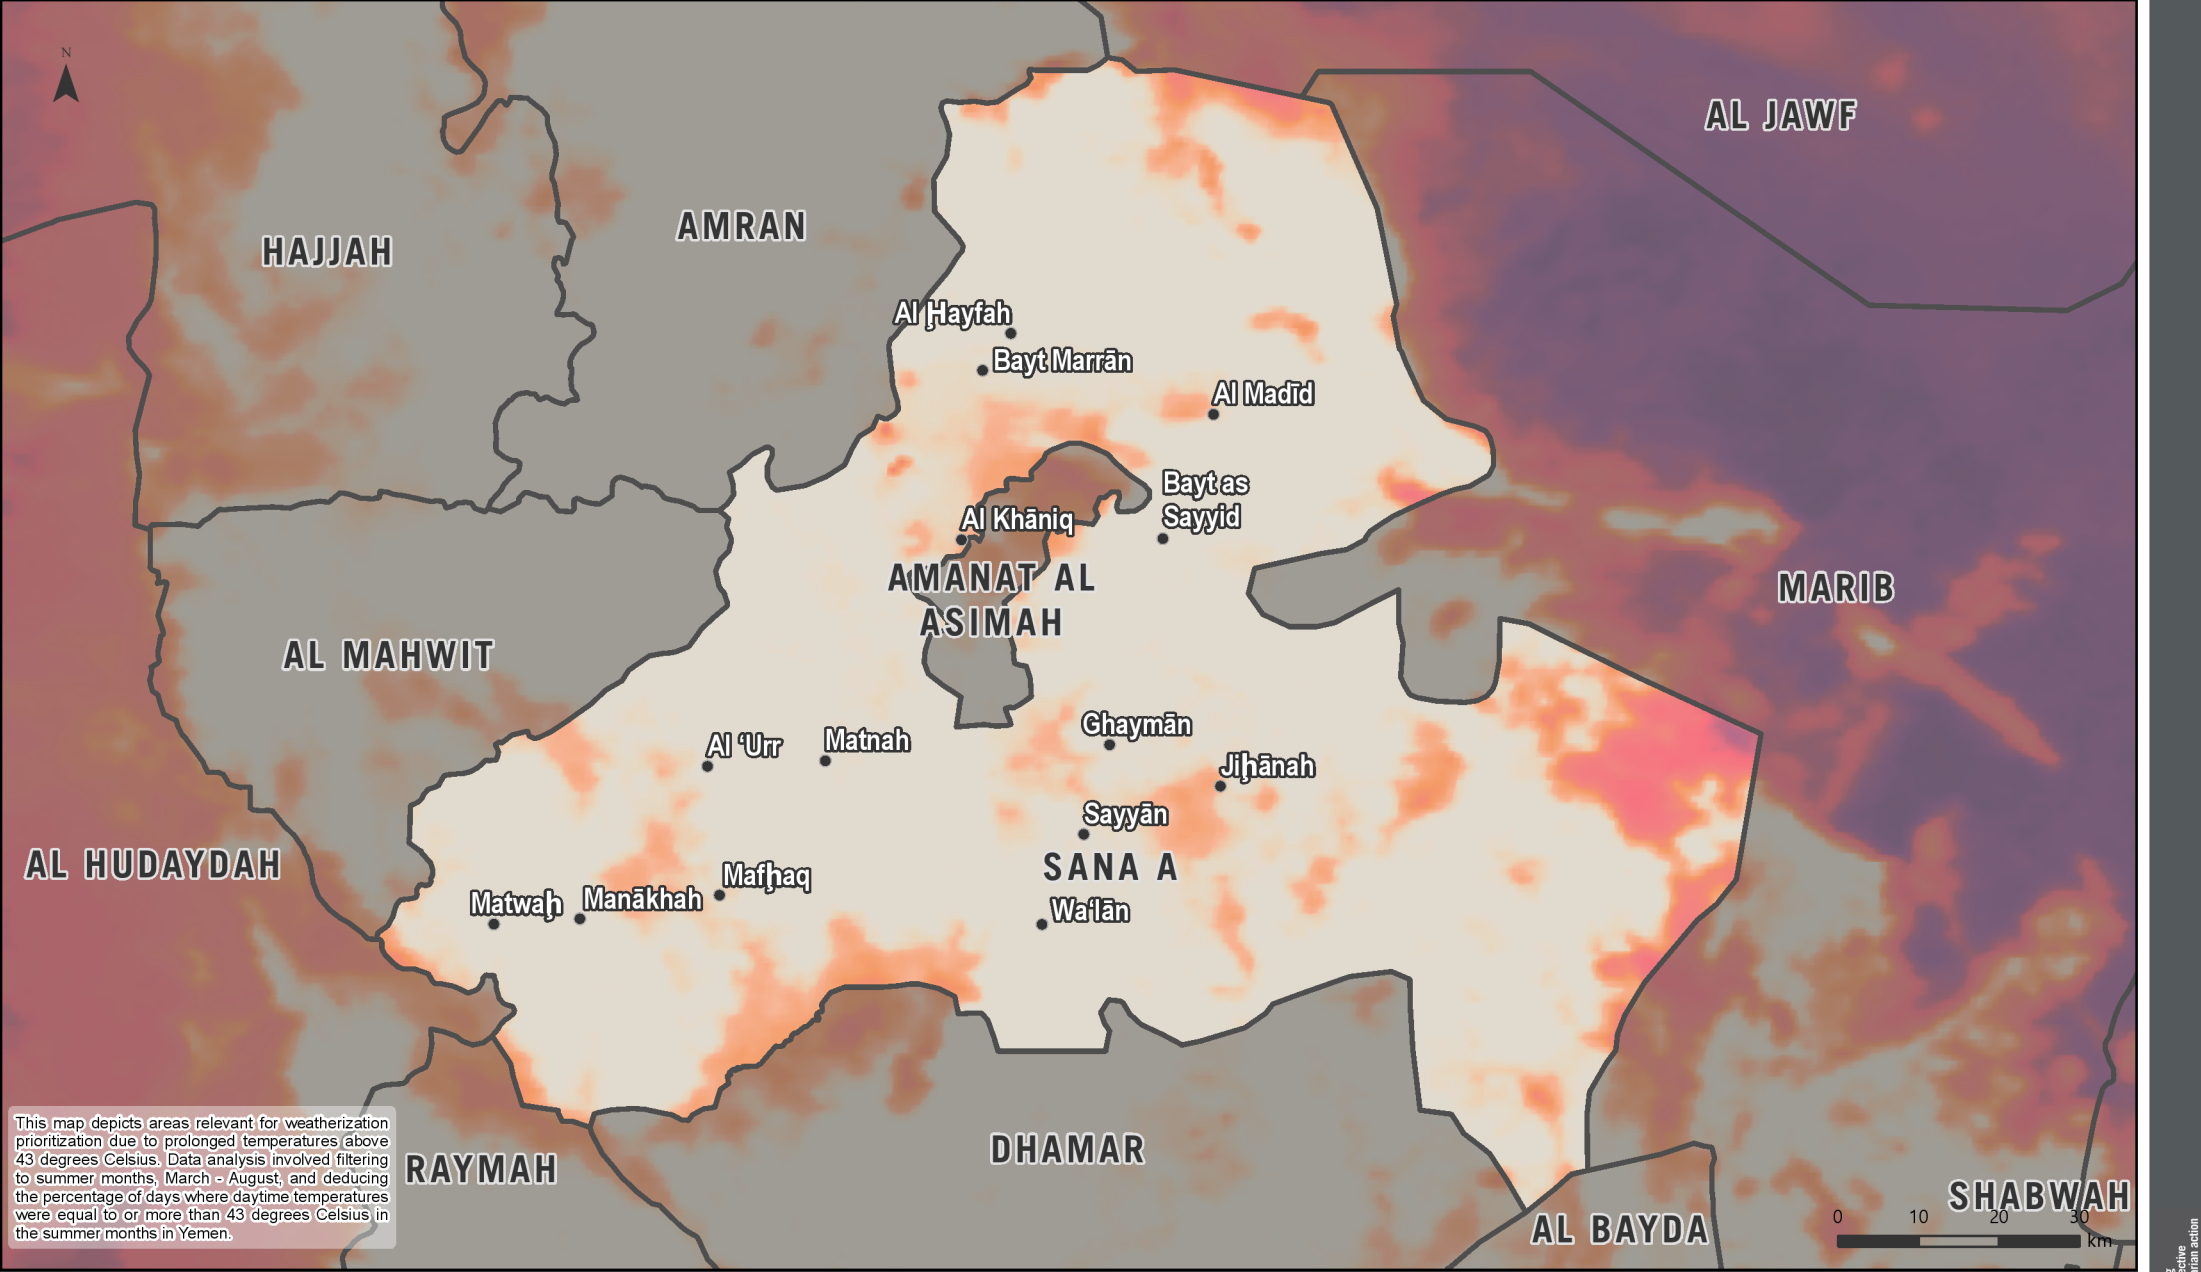 N
AL JAWF
AMRAN
HAJJAH
Al Ḩayfah
Bayt Marrān
Al Madīd
Bayt as
Sayyid
Al Khāniq
AMANAT AL
ASIMAH
MARIB
AL MAHWIT
Ghaymān
Al ‘Urr
Matnah
Jiḩānah
Sayyān
AL HUDAYDAH
SANA A
Mafḩaq
Manākhah
Matwaḩ
Wa‘lān
This map depicts areas relevant for weatherization
prioritization due to prolonged temperatures above
43 degrees Celsius. Data analysis involved filtering
to summer months, March - August, and deducing
the percentage of days where daytime temperatures
were equal to or more than 43 degrees Celsius in
the summer months in Yemen.
RAYMAH
DHAMAR
AL BAYDA
SHABWAH
0 10 20 30
km